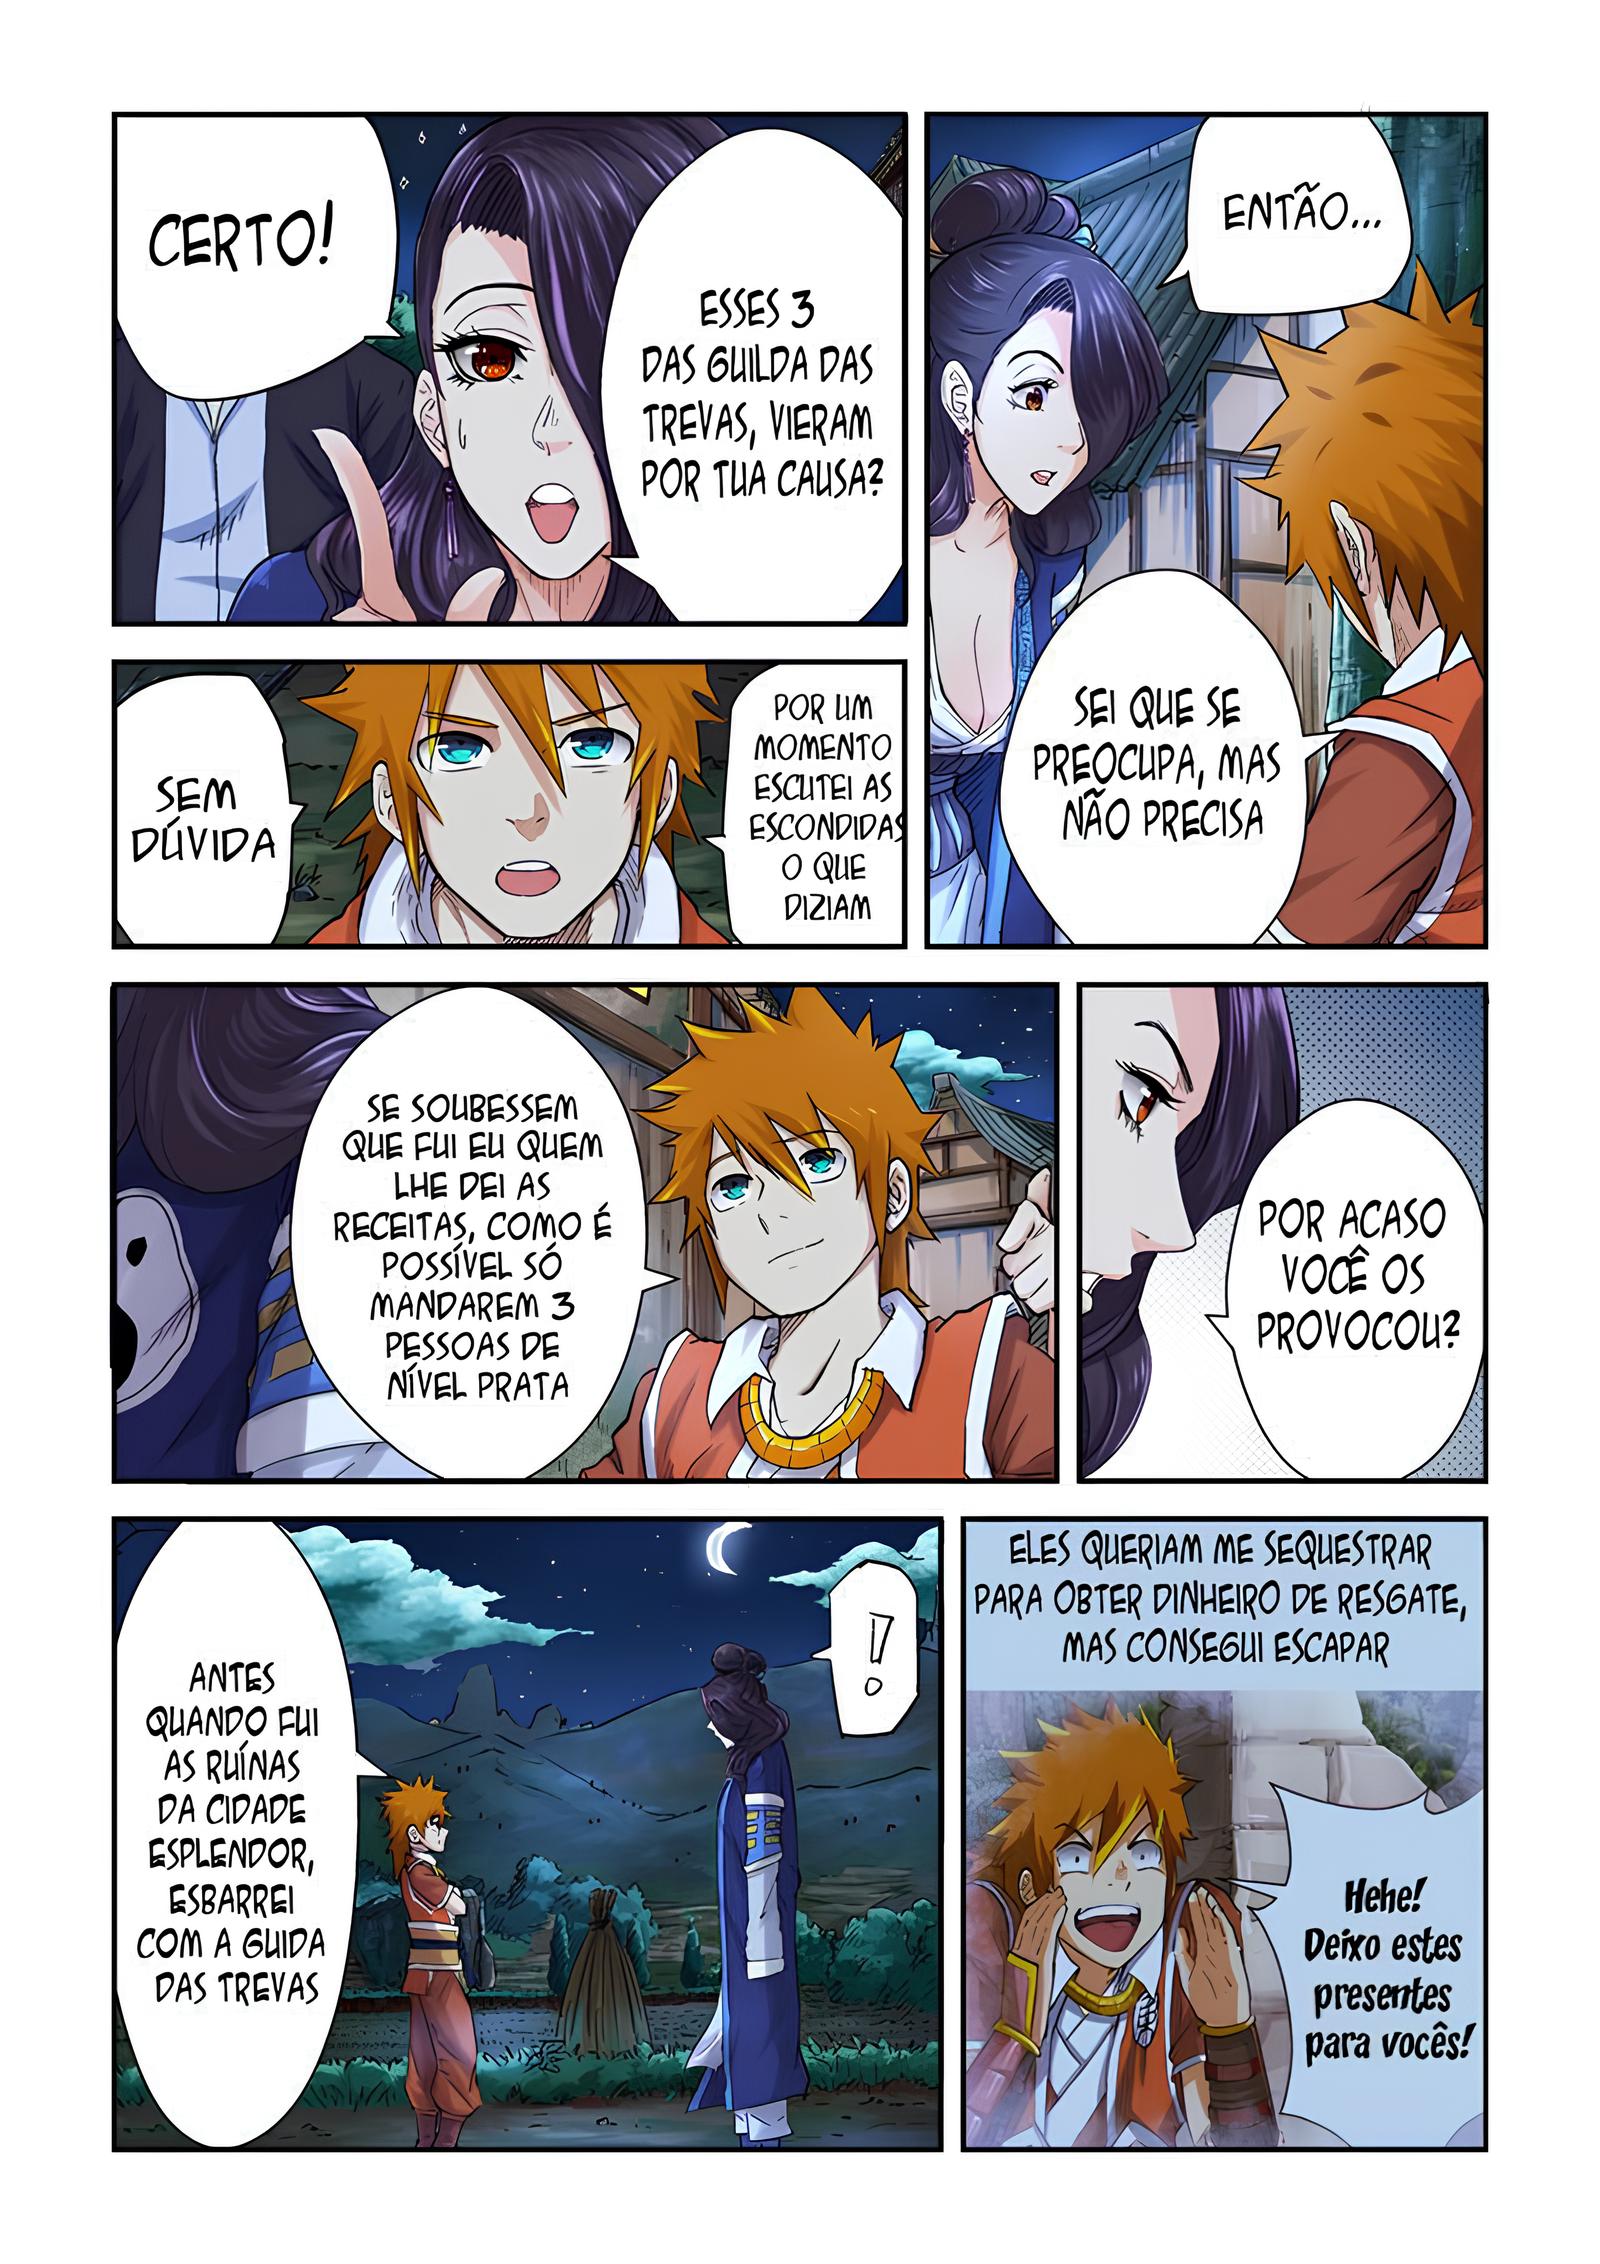 CERTO!
ESSES 3
DAS GUILDA DAS
TREVAS, VIERAM
POR TUA CAUSA?
SEM
DÚVIDA
POR UM
MOMENTO
ESCUTEI AS
ESCONDIDAS
O QUE
DIZIAM
ENTÃO...
SEI QUE SE
PREOCUPA, MAS
NÃO PRECISA
SE SOUBESSEM
QUE FUI EU QUEM
LHE DEI AS
RECEITAS, COMO É
POSSÍVEL SÓ
MANDAREM 3
PESSOAS DE
NÍVEL PRATA
POR ACASO
VOCÊ OS
PROVOCOU?
ANTES
QUANDO FUI
AS RUÍNAS
DA CIDADE
ESPLENDOR,
ESBARREI
COM A GUIDA
DAS TREVAS
!
ELES QUERIAM ME SEQUESTRAR
PARA OBTER DINHEIRO DE RESGATE,
MAS CONSEGUI ESCAPAR
Hehe!
Deixo estes
presentes
para vocês!